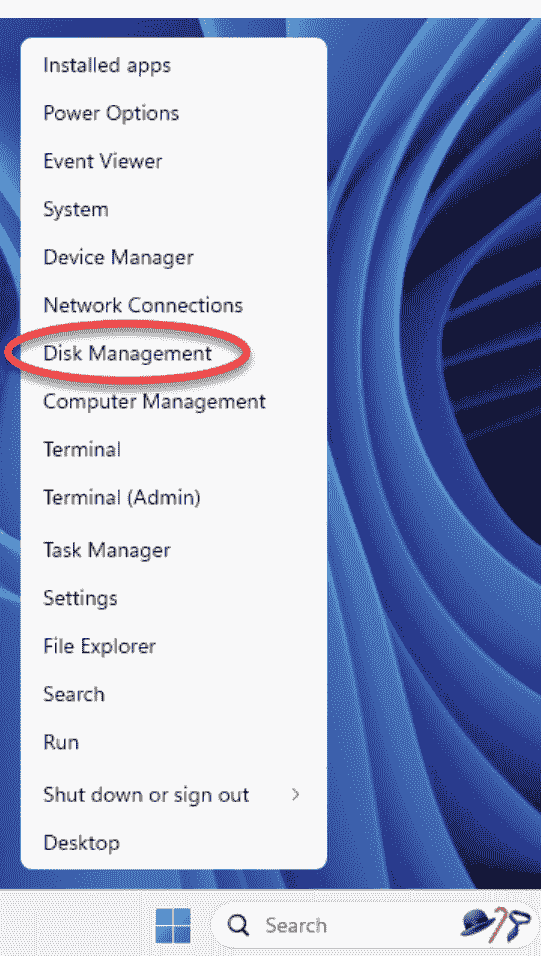 Installed apps
Power Options
Event Viewer
System
Device Manager
Network Connections
Disk Management
Computer Management
Terminal
Terminal (Admin)
Task Manager
Settings
File Explorer
Search
Run
Shut down or sign out
Desktop
Search